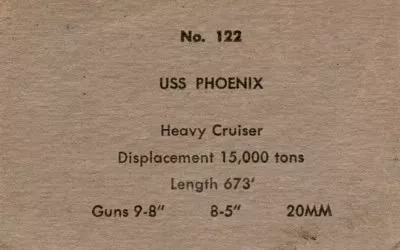 No. 122
USS PHOENIX
Heavy Cruiser
Displacement 15,000 tons
Length 673'
Guns 9-8" 8-5" 20MM